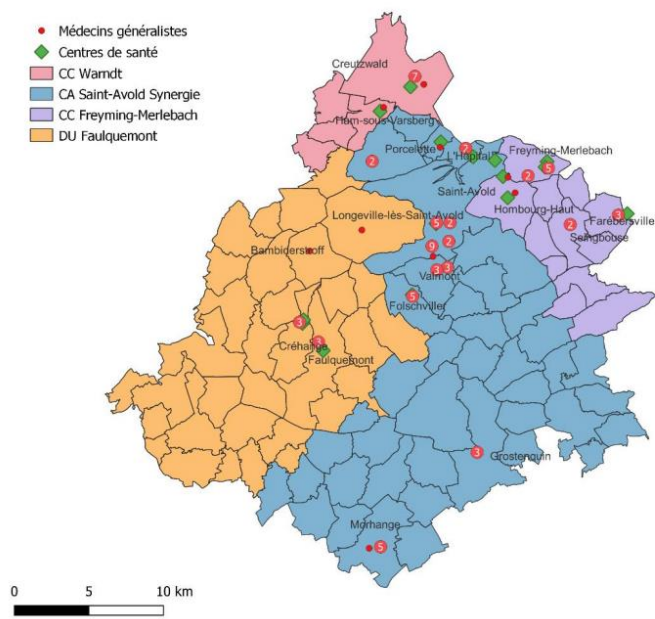 Médecins généralistes
Centres de santé
CC Warndt
CA Saint-Avold Synergie
CC Freyming-Merlebach
DU Faulquemont
Creutzwald
7
Ham-sous-Varsberg
Porcelette
2
2
L'Hôpital
Freyming-Merlebach
5
2
Saint-Avold
Hombourg-Haut
3
Farébersville
2
Seingbouse
Longeville-lès-Saint-Avold
5
2
Bambiderstroff
9
2
Valmont
3
3
Folschviller
5
3
Créhange
3
Faulquemont
3
Grostenquin
Morhange
5
0
5
10 km